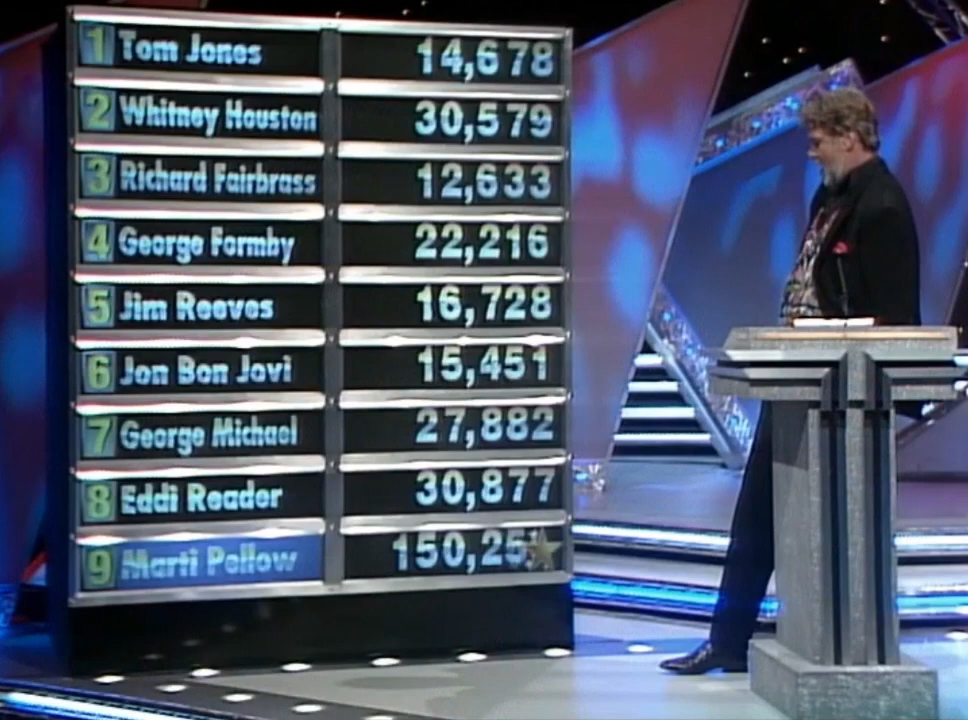 1 Tom Jones 14,678
2 Whitney Houston 30,579
3 Richard Fairbrass 12,633
4 George Formby 22,216
5 Jim Reeves 16,728
6 Jon Bon Jovi 15,451
7 George Michael 27,882
8 Eddi Reader 30,877
9 Marti Pellow